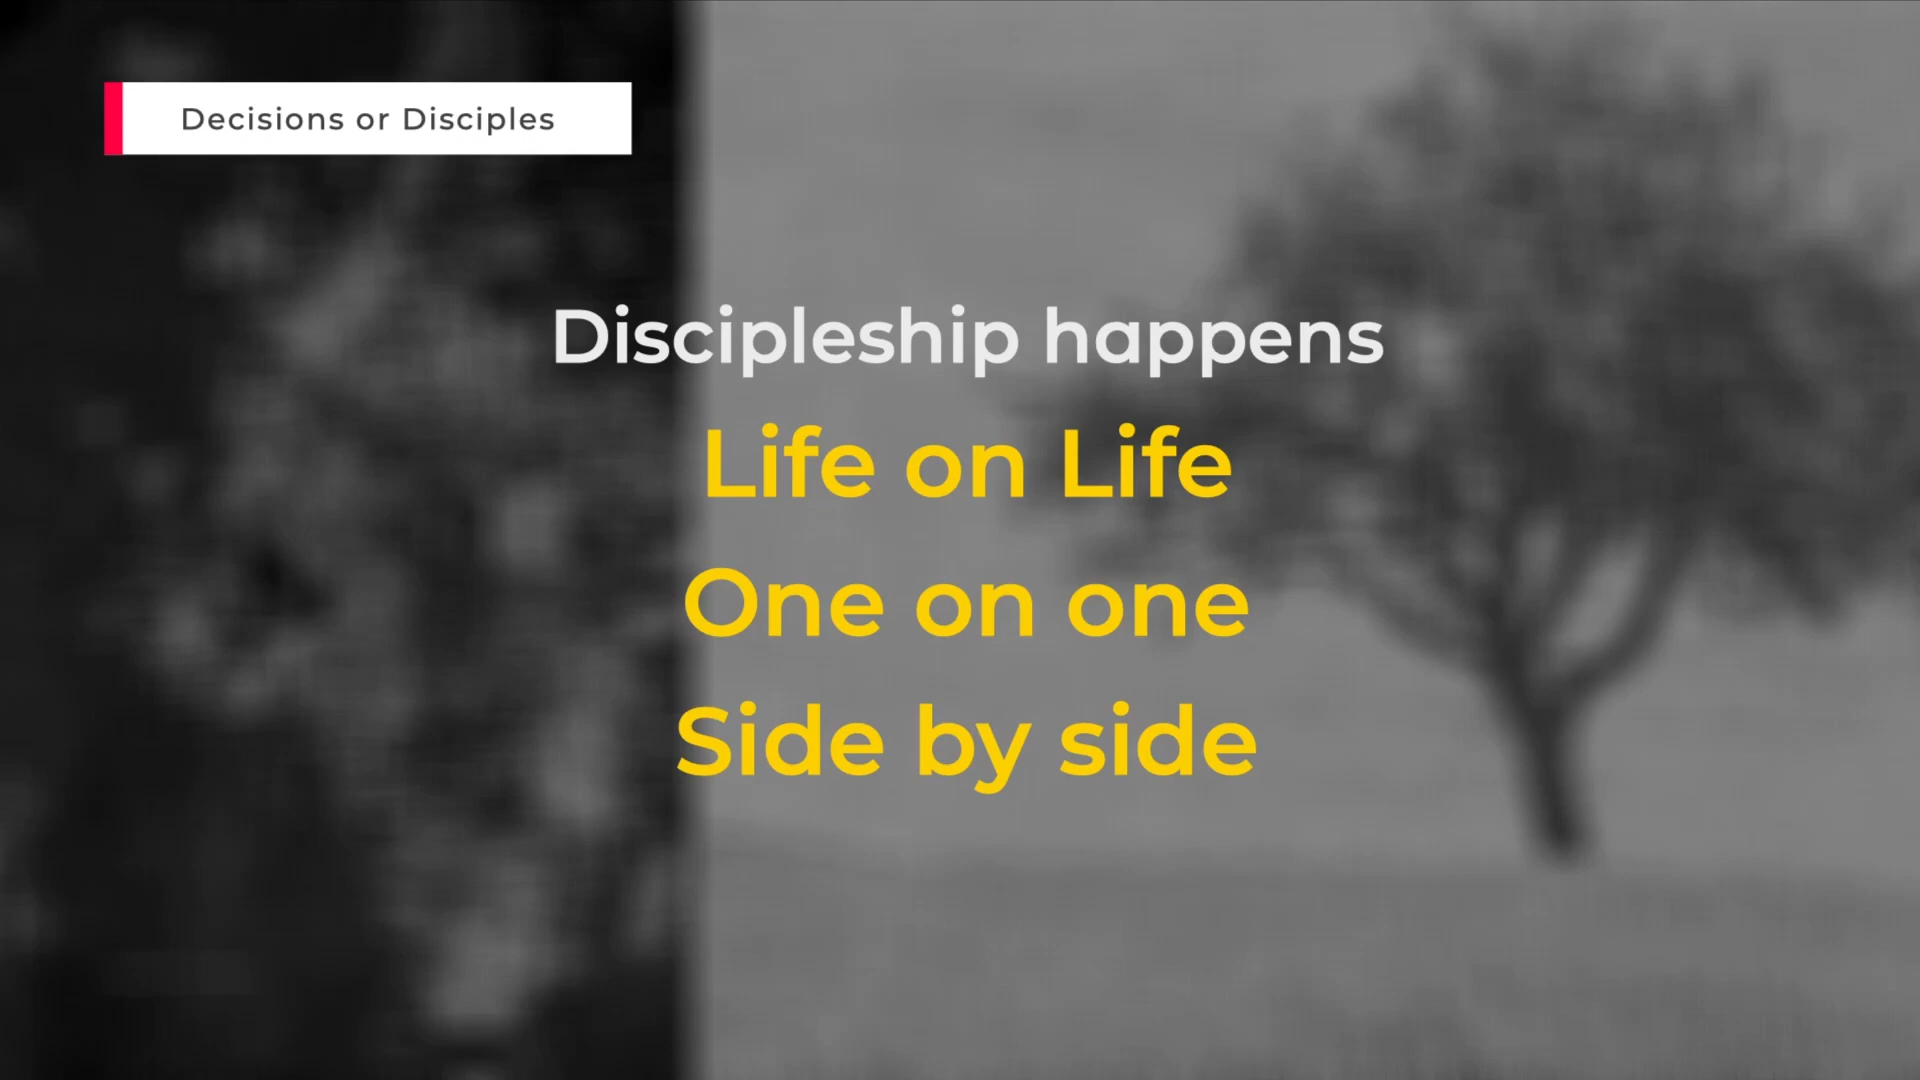 Decisions or Disciples
Discipleship happens
Life on Life
One on one
Side by side